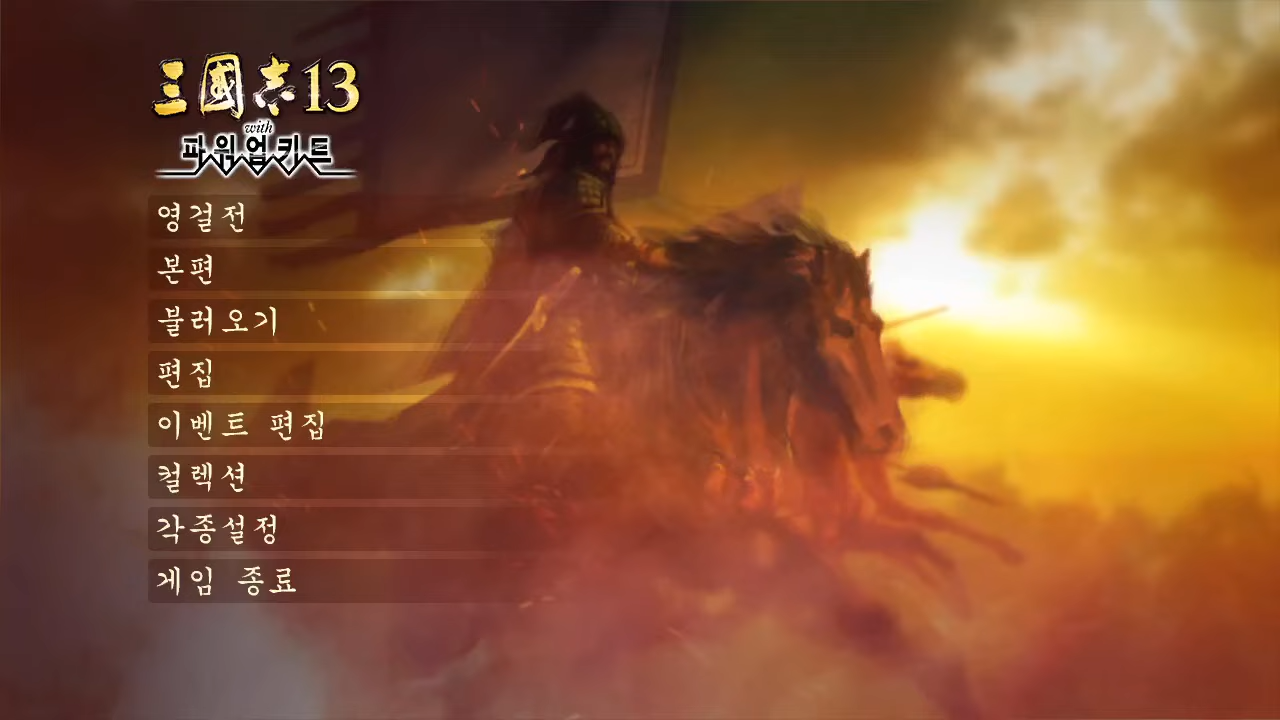 三國志13
with
파워업키트
영걸전
본편
불러오기
편집
이벤트 편집
컬렉션
각종설정
게임 종료